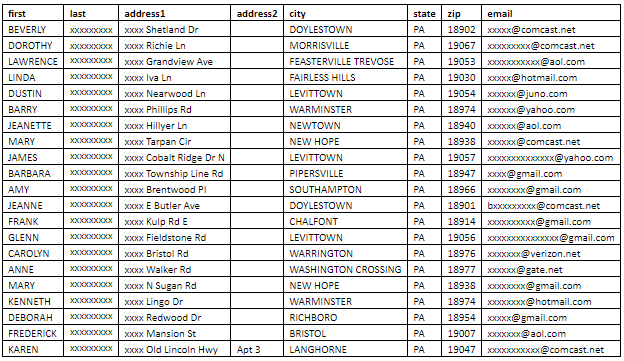 first last address1 address2 city state zip email
BEVERLY xxxxxxxxx xxxx Shetland Dr DOYLESTOWN PA 18902 xxxxx@comcast.net
DOROTHY xxxxxxxxx xxxx Richie Ln MORRISVILLE PA 19067 xxxxxxxxx@comcast.net
LAWRENCE xxxxxxxxx xxxx Grandview Ave FEASTERVILLE TREVOSE PA 19053 xxxxxxxxxxx@aol.com
LINDA xxxxxxxxx xxxx Iva Ln FAIRLESS HILLS PA 19030 xxxxx@hotmail.com
DUSTIN xxxxxxxxx xxxx Nearwood Ln LEVITTOWN PA 19054 xxxxxx@juno.com
BARRY xxxxxxxxx xxxx Phillips Rd WARMINSTER PA 18974 xxxxxx@yahoo.com
JEANETTE xxxxxxxxx xxxx Hillyer Ln NEWTOWN PA 18940 xxxxxx@aol.com
MARY xxxxxxxxx xxxx Tarpan Cir NEW HOPE PA 18938 xxxxxx@comcast.net
JAMES xxxxxxxxx xxxx Cobalt Ridge Dr N LEVITTOWN PA 19057 xxxxxxxxxxxxxx@yahoo.com
BARBARA xxxxxxxxx xxxx Township Line Rd PIPERSVILLE PA 18947 xxxx@gmail.com
AMY xxxxxxxxx xxxx Brentwood Pl SOUTHAMPTON PA 18966 xxxxxxxx@gmail.com
JEANNE xxxxxxxxx xxxx E Butler Ave DOYLESTOWN PA 18901 bxxxxxxxxx@comcast.net
FRANK xxxxxxxxx xxxx Kulp Rd E CHALFONT PA 18914 xxxxxxxxxx@gmail.com
GLENN xxxxxxxxx xxxx Fieldstone Rd LEVITTOWN PA 19056 xxxxxxxxxxxxxxx@gmail.com
CAROLYN xxxxxxxxx xxxx Bristol Rd WARRINGTON PA 18976 xxxxxxx@verizon.net
ANNE xxxxxxxxx xxxx Walker Rd WASHINGTON CROSSING PA 18977 xxxxxx@gate.net
MARY xxxxxxxxx xxxx N Sugan Rd NEW HOPE PA 18938 xxxxxxxx@gmail.com
KENNETH xxxxxxxxx xxxx Lingo Dr WARMINSTER PA 18974 xxxxxxxxxx@hotmail.com
DEBORAH xxxxxxxxx xxxx Redwood Dr RICHBORO PA 18954 xxxxx@gmail.com
FREDERICK xxxxxxxxx xxxx Mansion St BRISTOL PA 19007 xxxxxxx@aol.com
KAREN xxxxxxxxx xxxx Old Lincoln Hwy Apt 3 LANGHORNE PA 19047 xxxxxxxxxxx@comcast.net